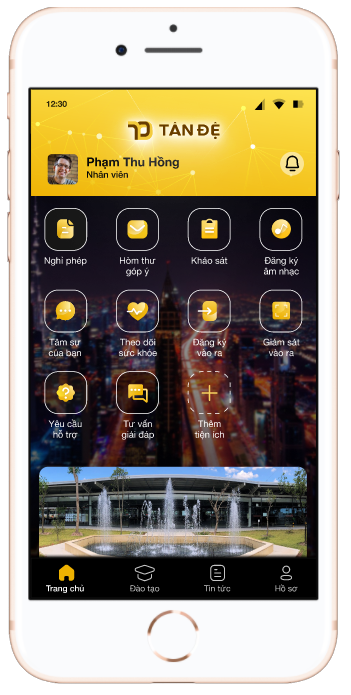 12:30
TÂN ĐỆ
Phạm Thu Hồng
Nhân viên
Nghỉ phép
Hòm thư
góp ý
Khảo sát
Đăng ký
âm nhạc
Tâm sự
của bạn
Theo dõi
sức khỏe
Đăng ký
vào ra
Giám sát
vào ra
Yêu cầu
hỗ trợ
Tư vấn
giải đáp
Thêm
tiện ích
Trang chủ
Đào tạo
Tin tức
Hồ sơ